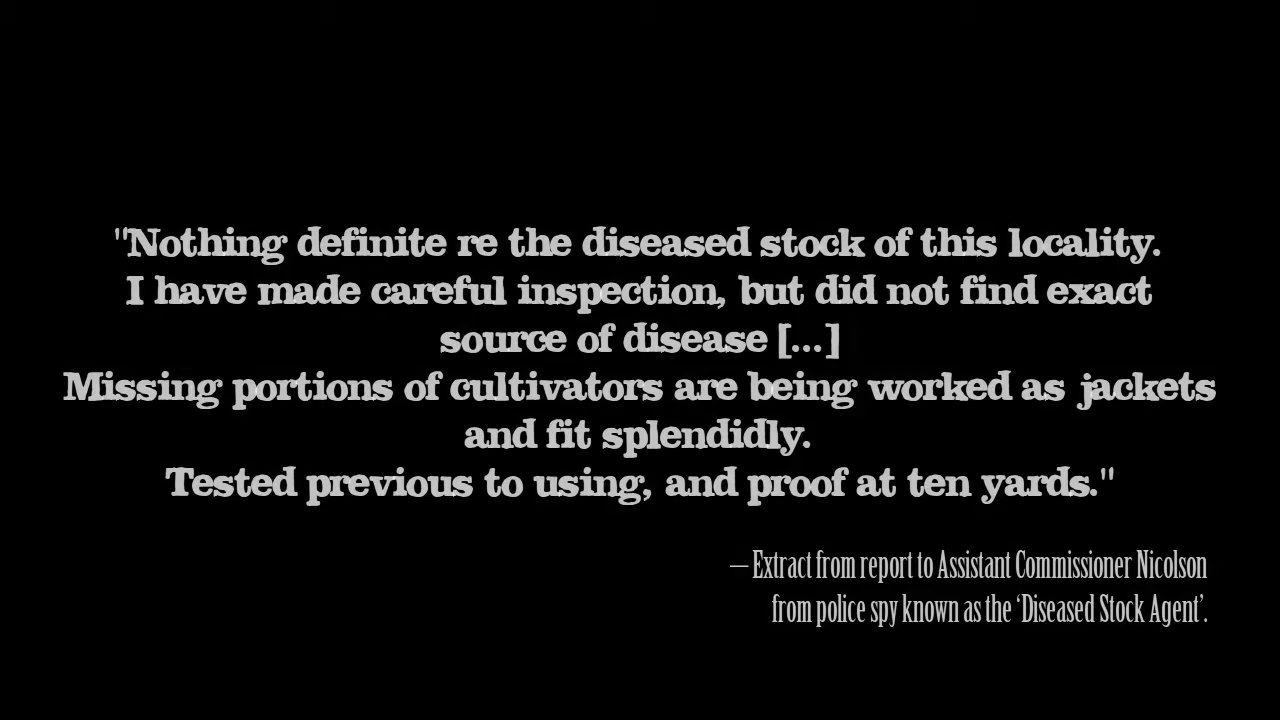 "Nothing definite re the diseased stock of this locality.
I have made careful inspection, but did not find exact
source of disease [...]
Missing portions of cultivators are being worked as jackets
and fit splendidly.
Tested previous to using, and proof at ten yards."
– Extract from report to Assistant Commissioner Nicolson
from police spy known as the ‘Diseased Stock Agent’.